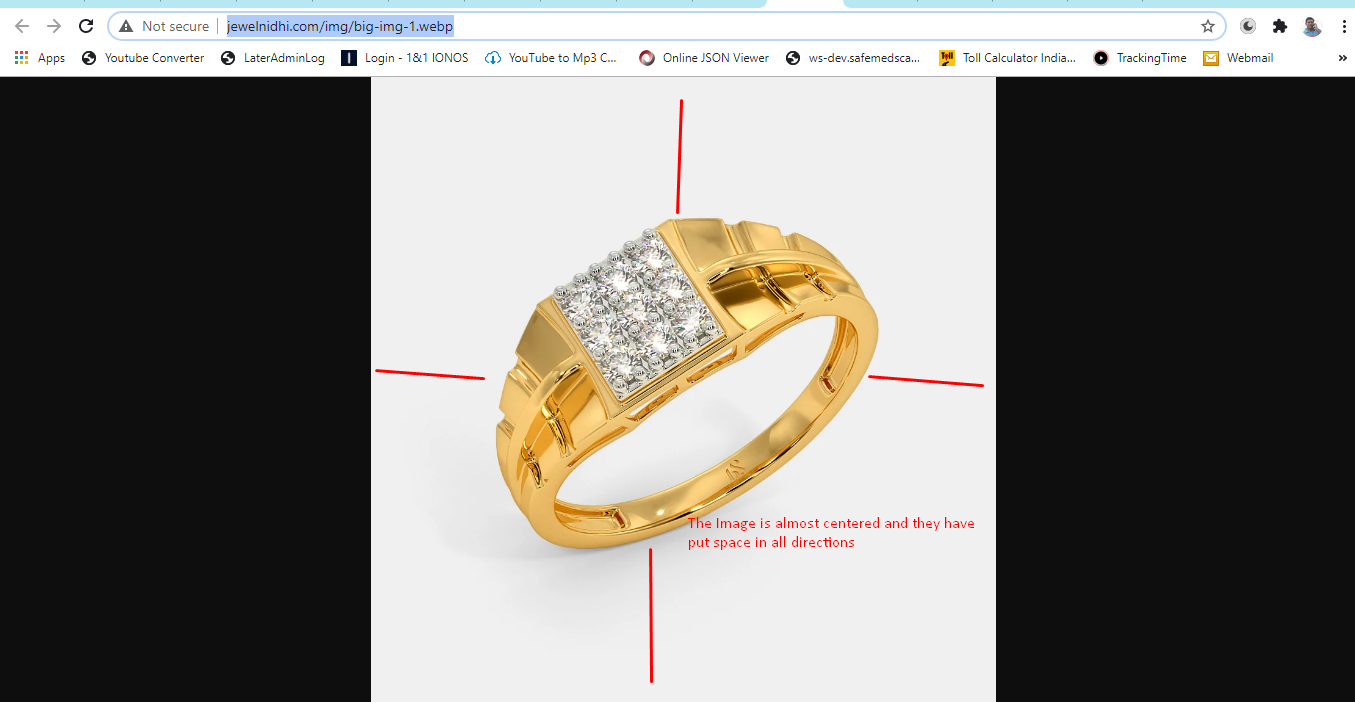 Not secure | jewelnidhi.com/img/big-img-1.webp
Apps Youtube Converter LaterAdminLog Login - 1&1 IONOS YouTube to Mp3 C... Online JSON Viewer ws-dev.safemedsca... Toll Calculator India... TrackingTime Webmail »
The Image is almost centered and they have
put space in all directions